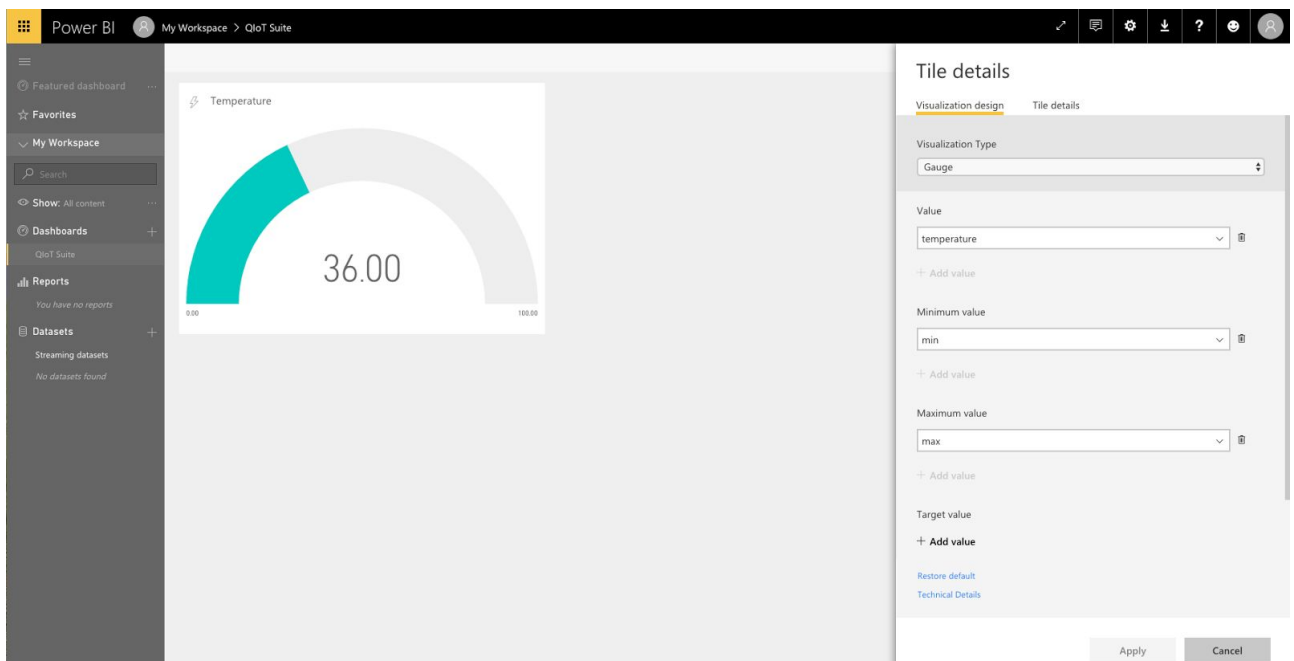 Power BI My Workspace > QIoT Suite ?
Featured dashboard ...
Favorites
My Workspace
Search
Show: All content ...
Dashboards +
QIoT Suite
Reports
You have no reports
Datasets +
Streaming datasets
No datasets found
Temperature
36.00
0.00 100.00
Tile details
Visualization design Tile details
Visualization Type
Gauge
Value
temperature
+ Add value
Minimum value
min
+ Add value
Maximum value
max
+ Add value
Target value
+ Add value
Restore default
Technical Details
Apply Cancel